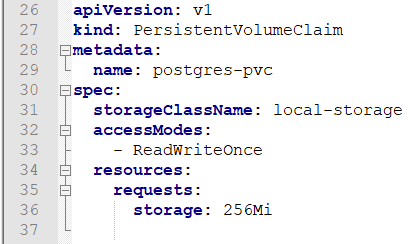 26 apiVersion: v1
27 kind: PersistentVolumeClaim
28 metadata:
29   name: postgres-pvc
30 spec:
31   storageClassName: local-storage
32   accessModes:
33     - ReadWriteOnce
34   resources:
35     requests:
36       storage: 256Mi
37